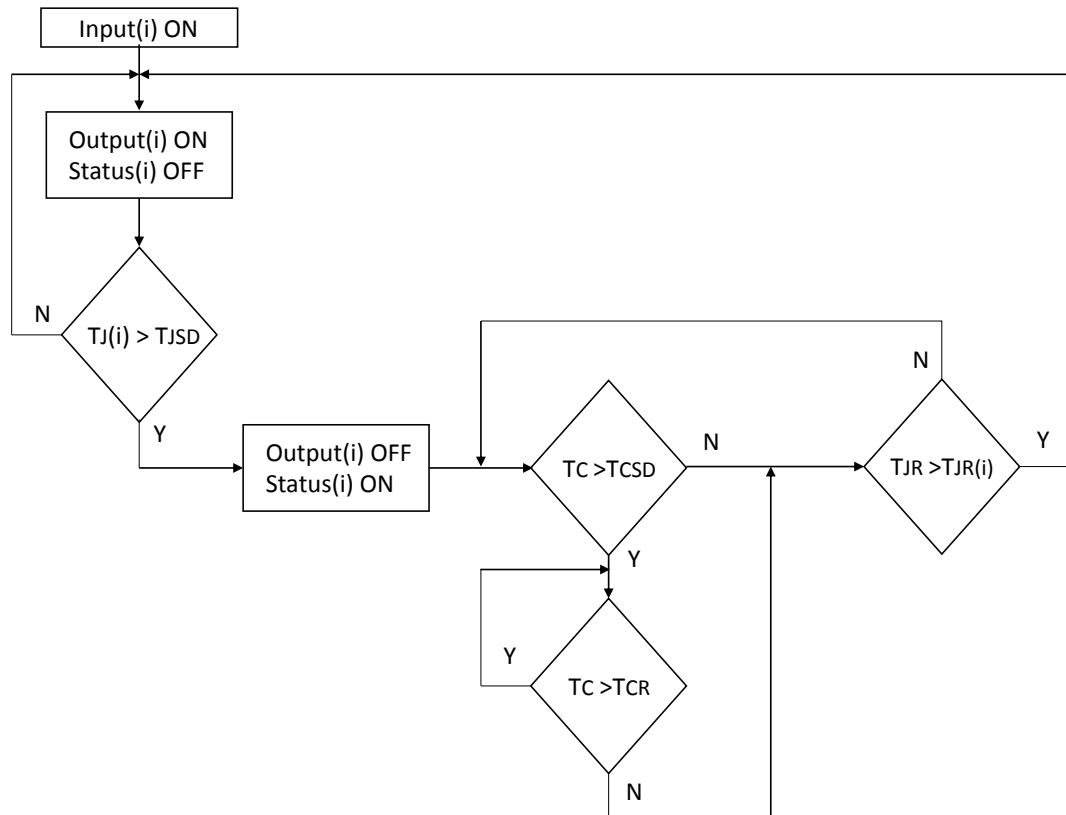 Input(i) ON
Output(i) ON
Status(i) OFF
N
TJ(i) > TJSD
Y
Output(i) OFF
Status(i) ON
TC >TCSD
N
Y
N
TJR >TJR(i)
Y
Y
TC >TCR
N